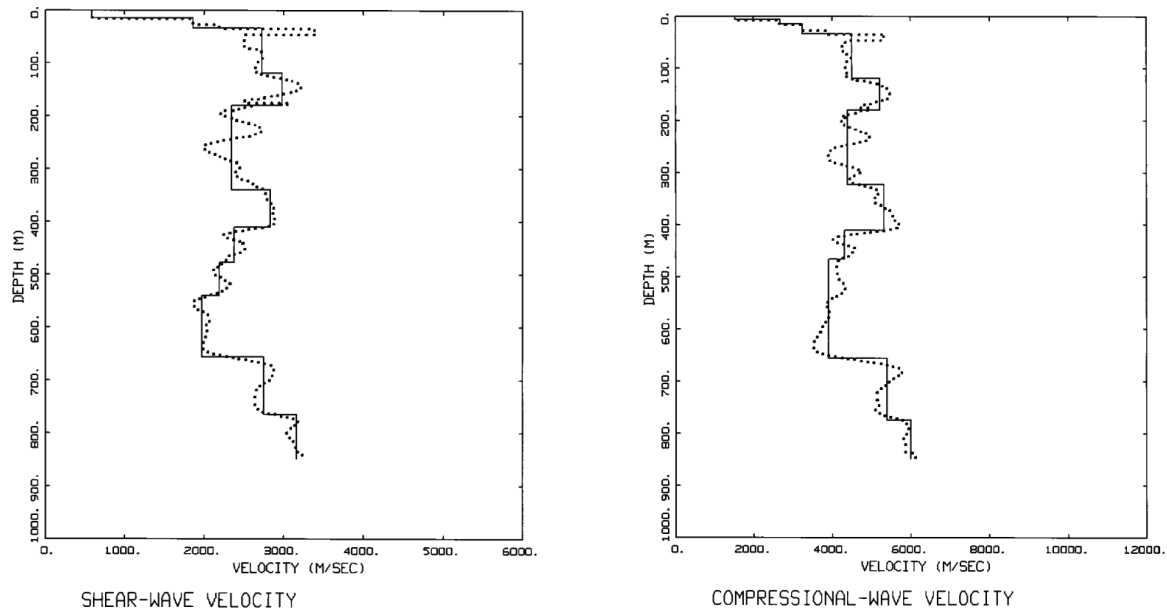 0.
100.
200.
300.
400.
500.
600.
700.
800.
900.
1000.
DEPTH (M)
0. 1000. 2000. 3000. 4000. 5000. 6000.
VELOCITY (M/SEC)
SHEAR-WAVE VELOCITY
0.
100.
200.
300.
400.
500.
600.
700.
800.
900.
1000.
DEPTH (M)
0. 2000. 4000. 6000. 8000. 10000. 12000.
VELOCITY (M/SEC)
COMPRESSIONAL-WAVE VELOCITY